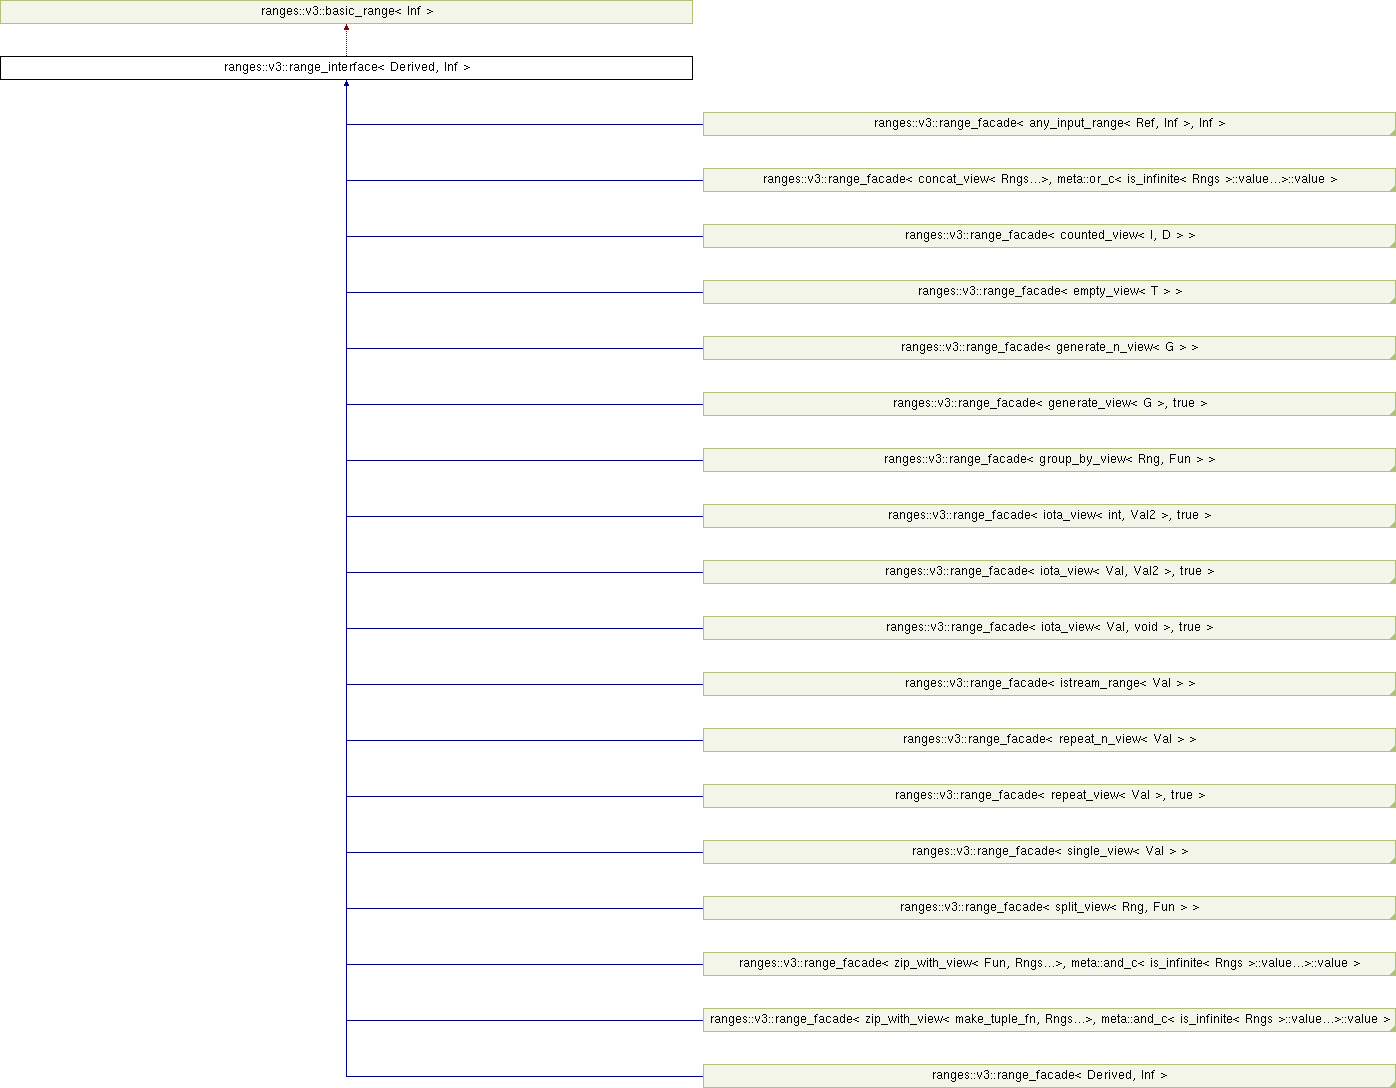 ranges::v3::basic_range< Inf >
ranges::v3::range_interface< Derived, Inf >
ranges::v3::range_facade< any_input_range< Ref, Inf >, Inf >
ranges::v3::range_facade< concat_view< Rngs...>, meta::or_c< is_infinite< Rngs >::value...>::value >
ranges::v3::range_facade< counted_view< I, D > >
ranges::v3::range_facade< empty_view< T > >
ranges::v3::range_facade< generate_n_view< G > >
ranges::v3::range_facade< generate_view< G >, true >
ranges::v3::range_facade< group_by_view< Rng, Fun > >
ranges::v3::range_facade< iota_view< int, Val2 >, true >
ranges::v3::range_facade< iota_view< Val, Val2 >, true >
ranges::v3::range_facade< iota_view< Val, void >, true >
ranges::v3::range_facade< istream_range< Val > >
ranges::v3::range_facade< repeat_n_view< Val > >
ranges::v3::range_facade< repeat_view< Val >, true >
ranges::v3::range_facade< single_view< Val > >
ranges::v3::range_facade< split_view< Rng, Fun > >
ranges::v3::range_facade< zip_with_view< Fun, Rngs...>, meta::and_c< is_infinite< Rngs >::value...>::value >
ranges::v3::range_facade< zip_with_view< make_tuple_fn, Rngs...>, meta::and_c< is_infinite< Rngs >::value...>::value >
ranges::v3::range_facade< Derived, Inf >